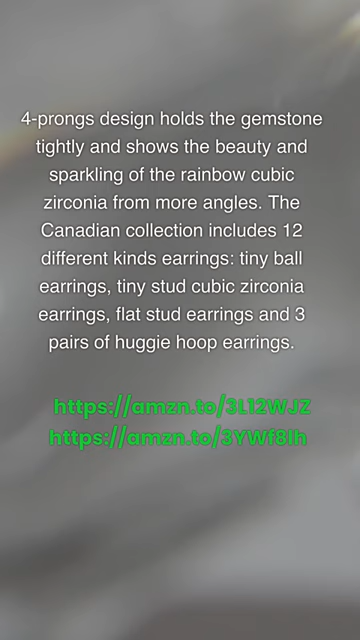 4-prongs design holds the gemstone
tightly and shows the beauty and
sparkling of the rainbow cubic
zirconia from more angles. The
Canadian collection includes 12
different kinds earrings: tiny ball
earrings, tiny stud cubic zirconia
earrings, flat stud earrings and 3
pairs of huggie hoop earrings.
https://amzn.to/3L12WJZ
https://amzn.to/3YWf8lh